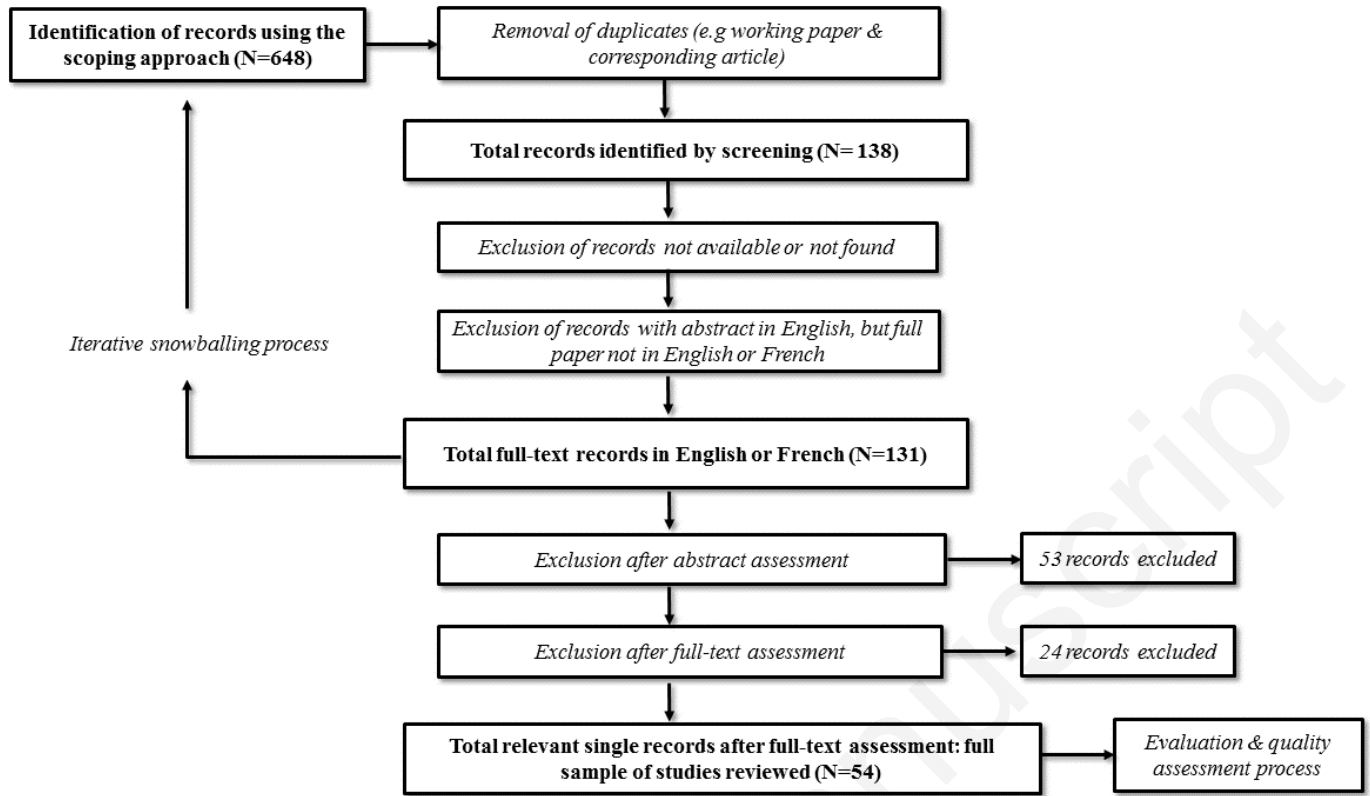 Identification of records using the
scoping approach (N=648)
Removal of duplicates (e.g working paper &
corresponding article)
Total records identified by screening (N= 138)
Exclusion of records not available or not found
Exclusion of records with abstract in English, but full
paper not in English or French
Iterative snowballing process
Total full-text records in English or French (N=131)
Exclusion after abstract assessment
53 records excluded
Exclusion after full-text assessment
24 records excluded
Total relevant single records after full-text assessment: full
sample of studies reviewed (N=54)
Evaluation & quality
assessment process
nuscript